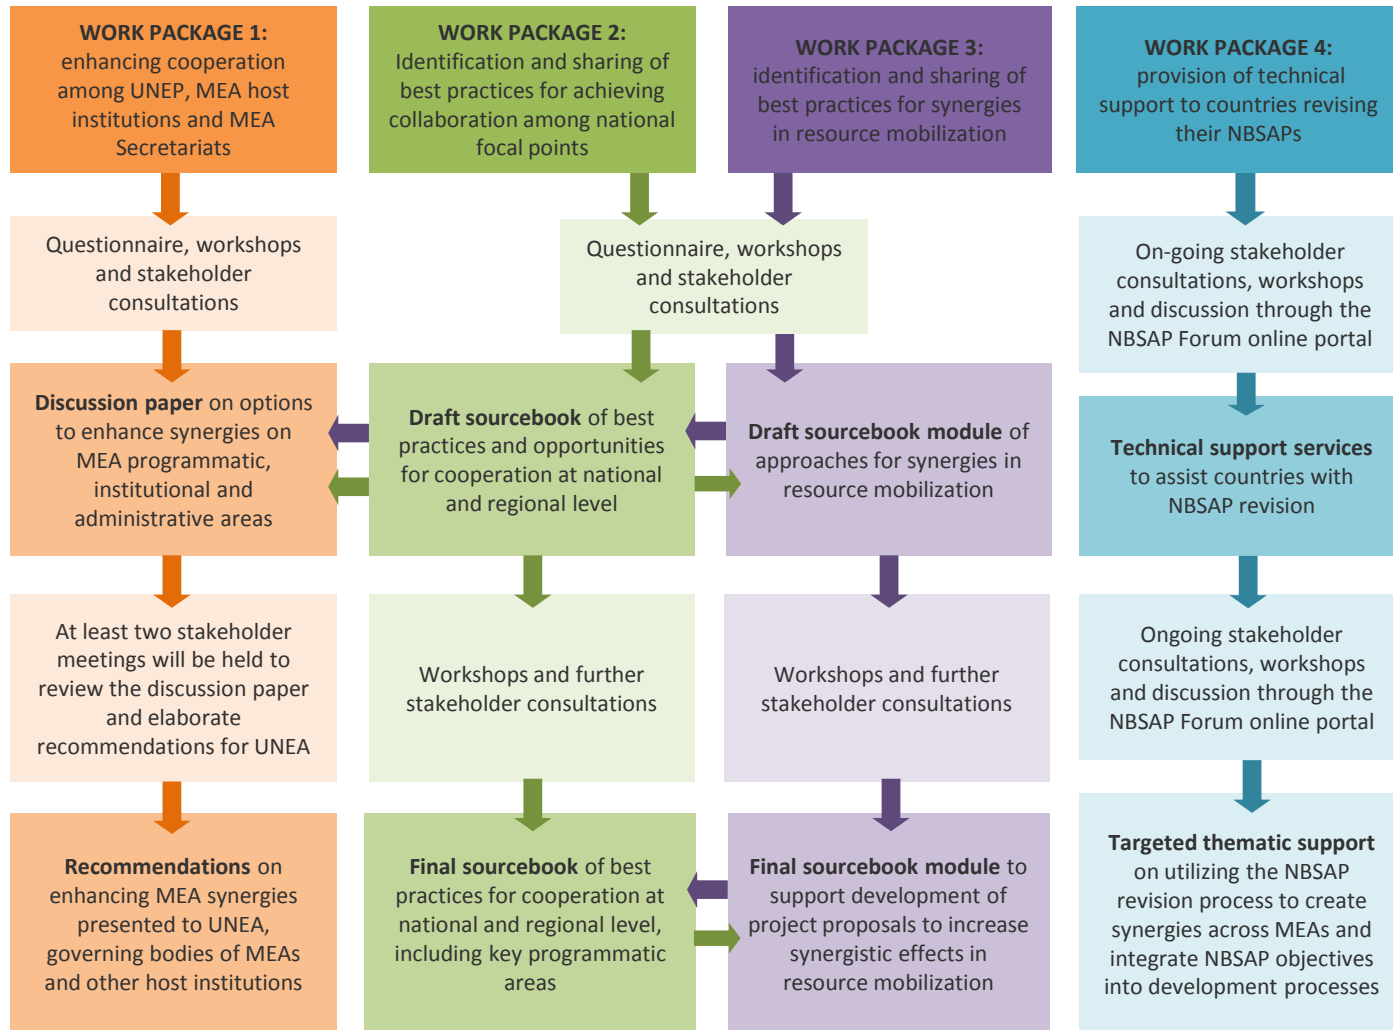 WORK PACKAGE 1:
enhancing cooperation
among UNEP, MEA host
institutions and MEA
Secretariats
WORK PACKAGE 2:
Identification and sharing of
best practices for achieving
collaboration among national
focal points
WORK PACKAGE 3:
identification and sharing of
best practices for synergies
in resource mobilization
WORK PACKAGE 4:
provision of technical
support to countries revising
their NBSAPs
Questionnaire, workshops
and stakeholder
consultations
Questionnaire, workshops
and stakeholder
consultations
On-going stakeholder
consultations, workshops
and discussion through the
NBSAP Forum online portal
Discussion paper on options
to enhance synergies on
MEA programmatic,
institutional and
administrative areas
Draft sourcebook of best
practices and opportunities
for cooperation at national
and regional level
Draft sourcebook module of
approaches for synergies in
resource mobilization
Technical support services
to assist countries with
NBSAP revision
At least two stakeholder
meetings will be held to
review the discussion paper
and elaborate
recommendations for UNEA
Workshops and further
stakeholder consultations
Workshops and further
stakeholder consultations
Ongoing stakeholder
consultations, workshops
and discussion through the
NBSAP Forum online portal
Recommendations on
enhancing MEA synergies
presented to UNEA,
governing bodies of MEAs
and other host institutions
Final sourcebook of best
practices for cooperation at
national and regional level,
including key programmatic
areas
Final sourcebook module to
support development of
project proposals to increase
synergistic effects in
resource mobilization
Targeted thematic support
on utilizing the NBSAP
revision process to create
synergies across MEAs and
integrate NBSAP objectives
into development processes